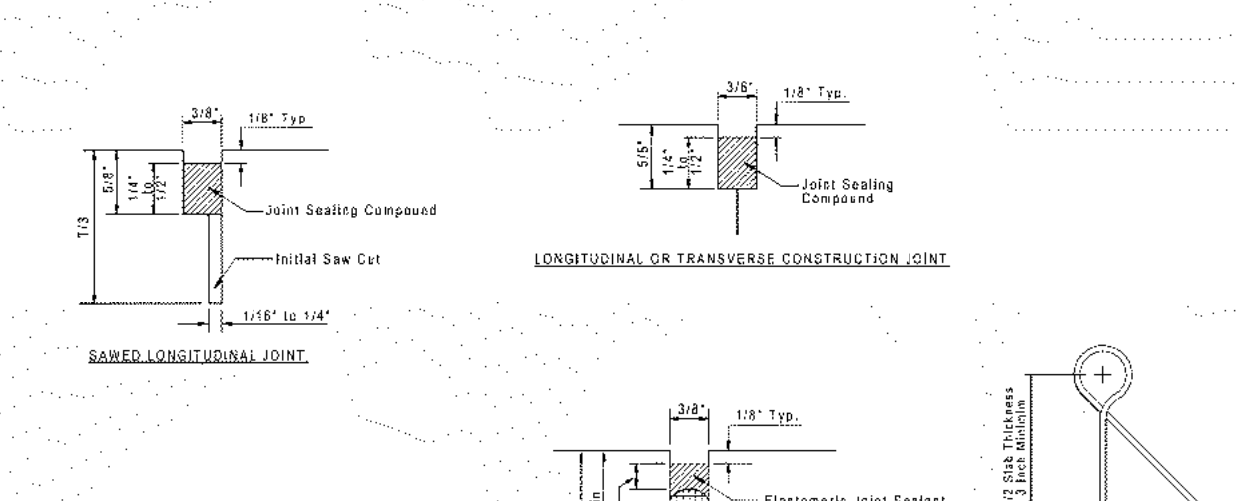 3/8"
1/8" Typ.
5/8"
1/4"
to
1/2"
T/3
Joint Sealing Compound
Initial Saw Cut
1/16" to 1/4"
SAWED LONGITUDINAL JOINT
3/8"
1/8" Typ.
5/8"
1/4"
to
1/2"
Joint Sealing
Compound
LONGITUDINAL OR TRANSVERSE CONSTRUCTION JOINT
3/8"
1/8" Typ.
Elastomeric Joint Sealant
1/2 Slab Thickness
3 Inch Minimum